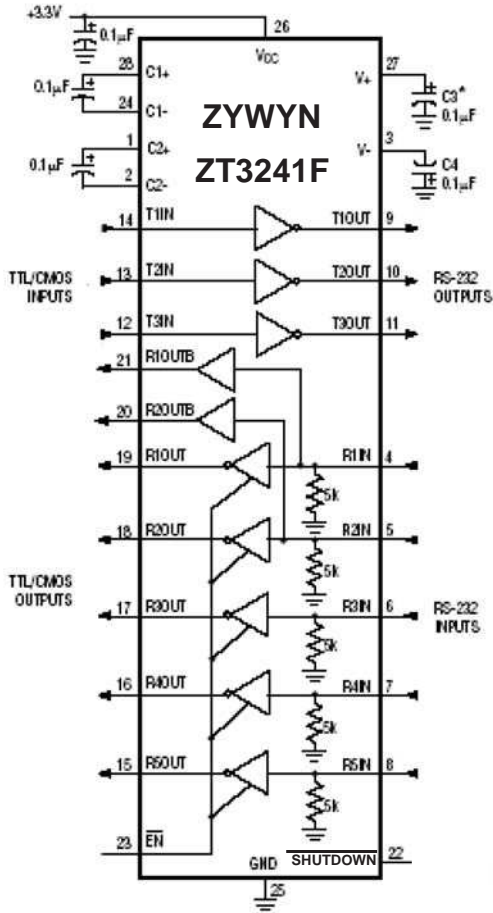 +3.3V
26
0.1µF
VCC
28 C1+ V+ 27
0.1µF
C3*
0.1µF
24 C1-
ZYWYN
1 C2+ V- 3
0.1µF
C4
0.1µF
2 C2-
ZT3241F
14 T1IN T1OUT 9
TTL/CMOS
INPUTS
13 T2IN T2OUT 10
RS-232
OUTPUTS
12 T3IN T3OUT 11
21 R1OUTB
20 R2OUTB
19 R1OUT R1IN 4
5k
18 R2OUT R2IN 5
5k
TTL/CMOS
OUTPUTS
17 R3OUT R3IN 6
RS-232
INPUTS
5k
16 R4OUT R4IN 7
5k
15 R5OUT R5IN 8
5k
23 EN
GND
SHUTDOWN 22
25